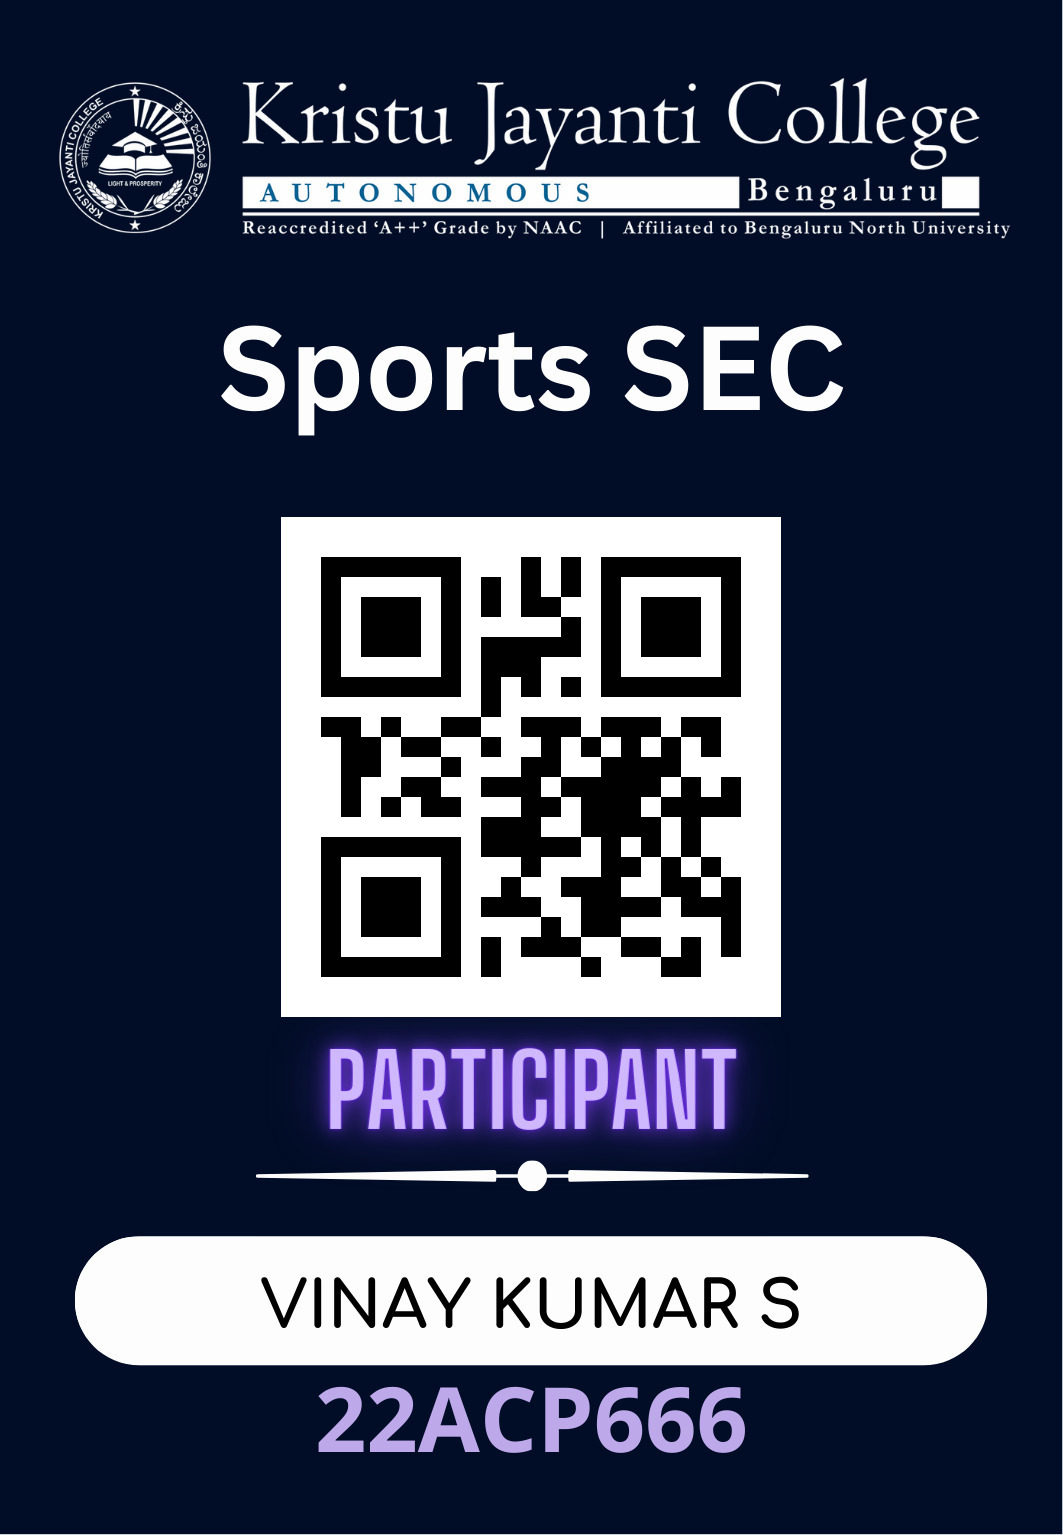 KRISTU JAYANTI COLLEGE
ज्योतिसंवादयाय
LIGHT & PROSPERITY
Kristu Jayanti College
AUTONOMOUS Bengaluru
Reaccredited ‘A++’ Grade by NAAC | Affiliated to Bengaluru North University
Sports SEC
PARTICIPANT
VINAY KUMAR S
22ACP666